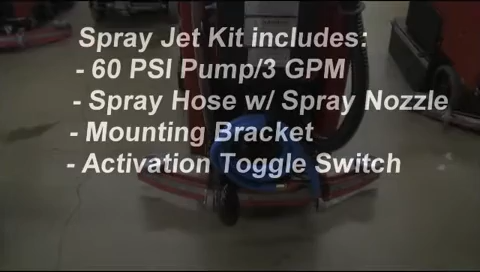 Spray Jet Kit includes:
- 60 PSI Pump/3 GPM
- Spray Hose w/ Spray Nozzle
- Mounting Bracket
- Activation Toggle Switch